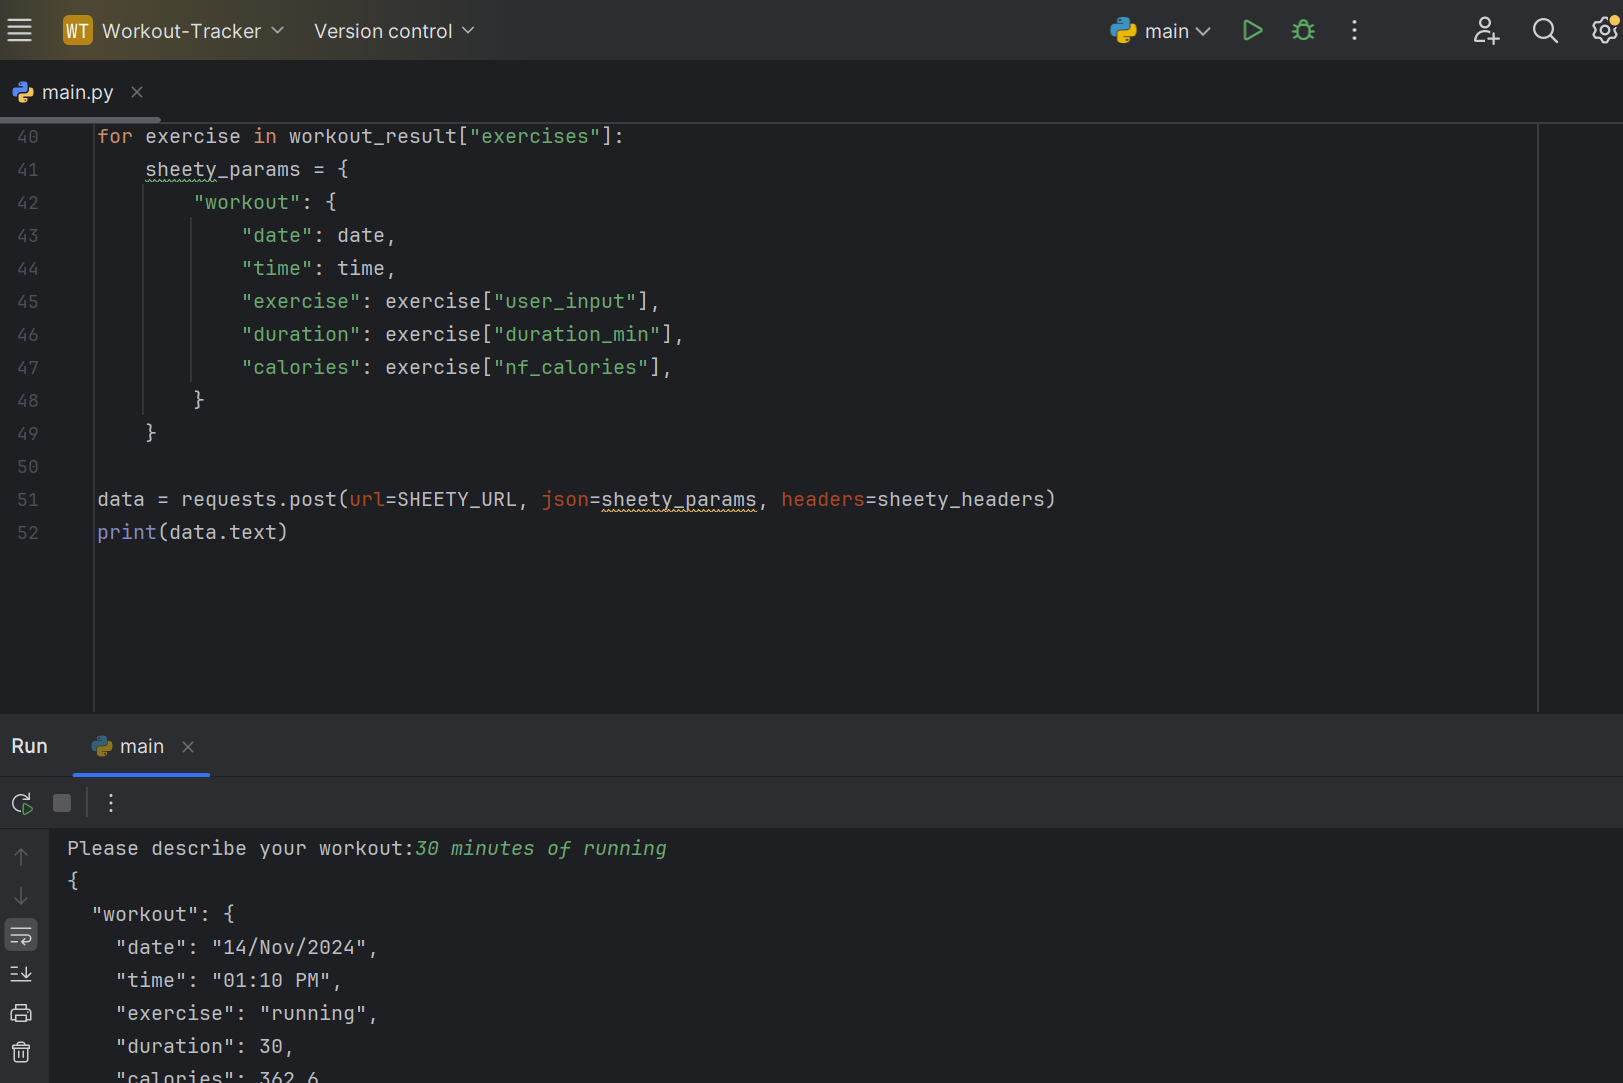 WT Workout-Tracker Version control main
main.py
40 for exercise in workout_result["exercises"]:
41 sheety_params = {
42 "workout": {
43 "date": date,
44 "time": time,
45 "exercise": exercise["user_input"],
46 "duration": exercise["duration_min"],
47 "calories": exercise["nf_calories"],
48 }
49 }
50
51 data = requests.post(url=SHEETY_URL, json=sheety_params, headers=sheety_headers)
52 print(data.text)
Run main
Please describe your workout:30 minutes of running
{
"workout": {
"date": "14/Nov/2024",
"time": "01:10 PM",
"exercise": "running",
"duration": 30,
"calories": 362.6